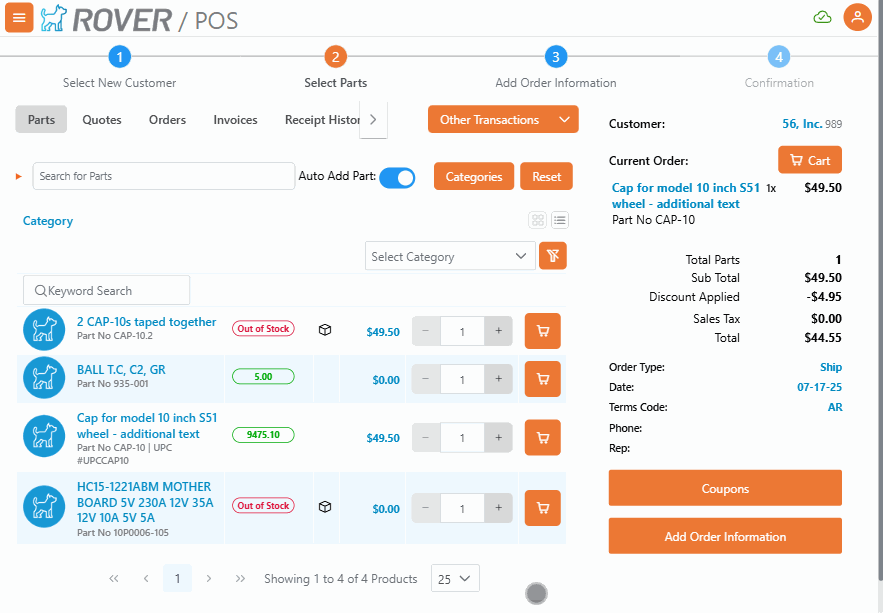 ROVER / POS
1
2
3
4
Select New Customer
Select Parts
Add Order Information
Confirmation
Parts
Quotes
Orders
Invoices
Receipt Histor
Other Transactions
Customer:
56, Inc. 989
Search for Parts
Auto Add Part:
Categories
Reset
Current Order:
Cart
Cap for model 10 inch S51
wheel - additional text
1x
$49.50
Part No CAP-10
Category
Select Category
Keyword Search
Total Parts
1
Sub Total
$49.50
Discount Applied
-$4.95
Sales Tax
$0.00
Total
$44.55
2 CAP-10s taped together
Part No CAP-10.2
Out of Stock
$49.50
− 1 +
BALL T.C, C2, GR
Part No 935-001
5.00
$0.00
− 1 +
Cap for model 10 inch S51
wheel - additional text
Part No CAP-10 | UPC
#UPCCAP10
9475.10
$49.50
− 1 +
HC15-1221ABM MOTHER
BOARD 5V 230A 12V 35A
12V 10A 5V 5A
Part No 10P0006-105
Out of Stock
$0.00
− 1 +
Order Type:
Ship
Date:
07-17-25
Terms Code:
AR
Phone:
Rep:
Coupons
Add Order Information
« ‹ 1 › »
Showing 1 to 4 of 4 Products
25